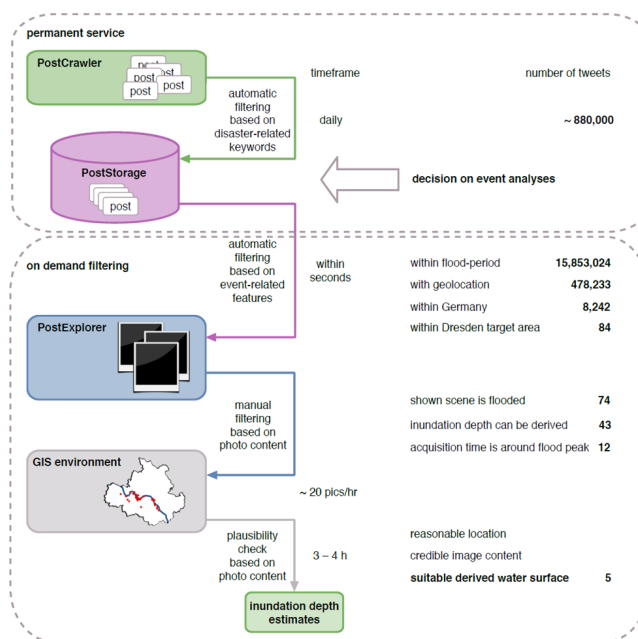 permanent service
PostCrawler
post
post
post
post
post
timeframe
number of tweets
automatic
filtering
based on
disaster-related
keywords
daily
~ 880,000
PostStorage
post
decision on event analyses
on demand filtering
automatic
filtering
based on
event-related
features
within
seconds
within flood-period 15,853,024
with geolocation 478,233
within Germany 8,242
within Dresden target area 84
PostExplorer
manual
filtering
based on
photo content
shown scene is flooded 74
inundation depth can be derived 43
acquisition time is around flood peak 12
GIS environment
~ 20 pics/hr
plausibility
check
based on
photo content
3 – 4 h
reasonable location
credible image content
suitable derived water surface 5
inundation depth
estimates